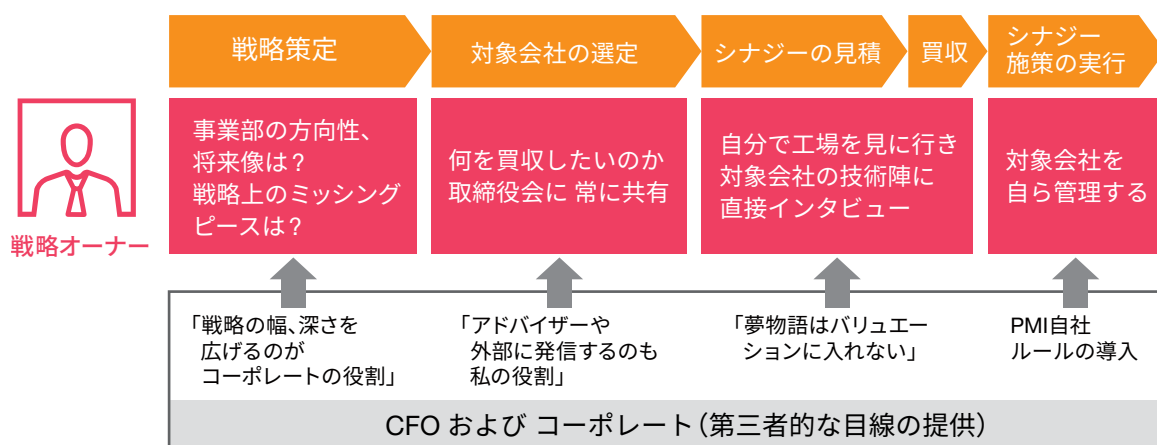 戦略策定
対象会社の選定
シナジーの見積
買収
シナジー
施策の実行
戦略オーナー
事業部の方向性、
将来像は?
戦略上のミッシング
ピースは?
何を買収したいのか
取締役会に 常に共有
自分で工場を見に行き
対象会社の技術陣に
直接インタビュー
対象会社を
自ら管理する
「戦略の幅、深さを
広げるのが
コーポレートの役割」
「アドバイザーや
外部に発信するのも
私の役割」
「夢物語はバリュエー
ションに入れない」
PMI自社
ルールの導入
CFO および コーポレート(第三者的な目線の提供)